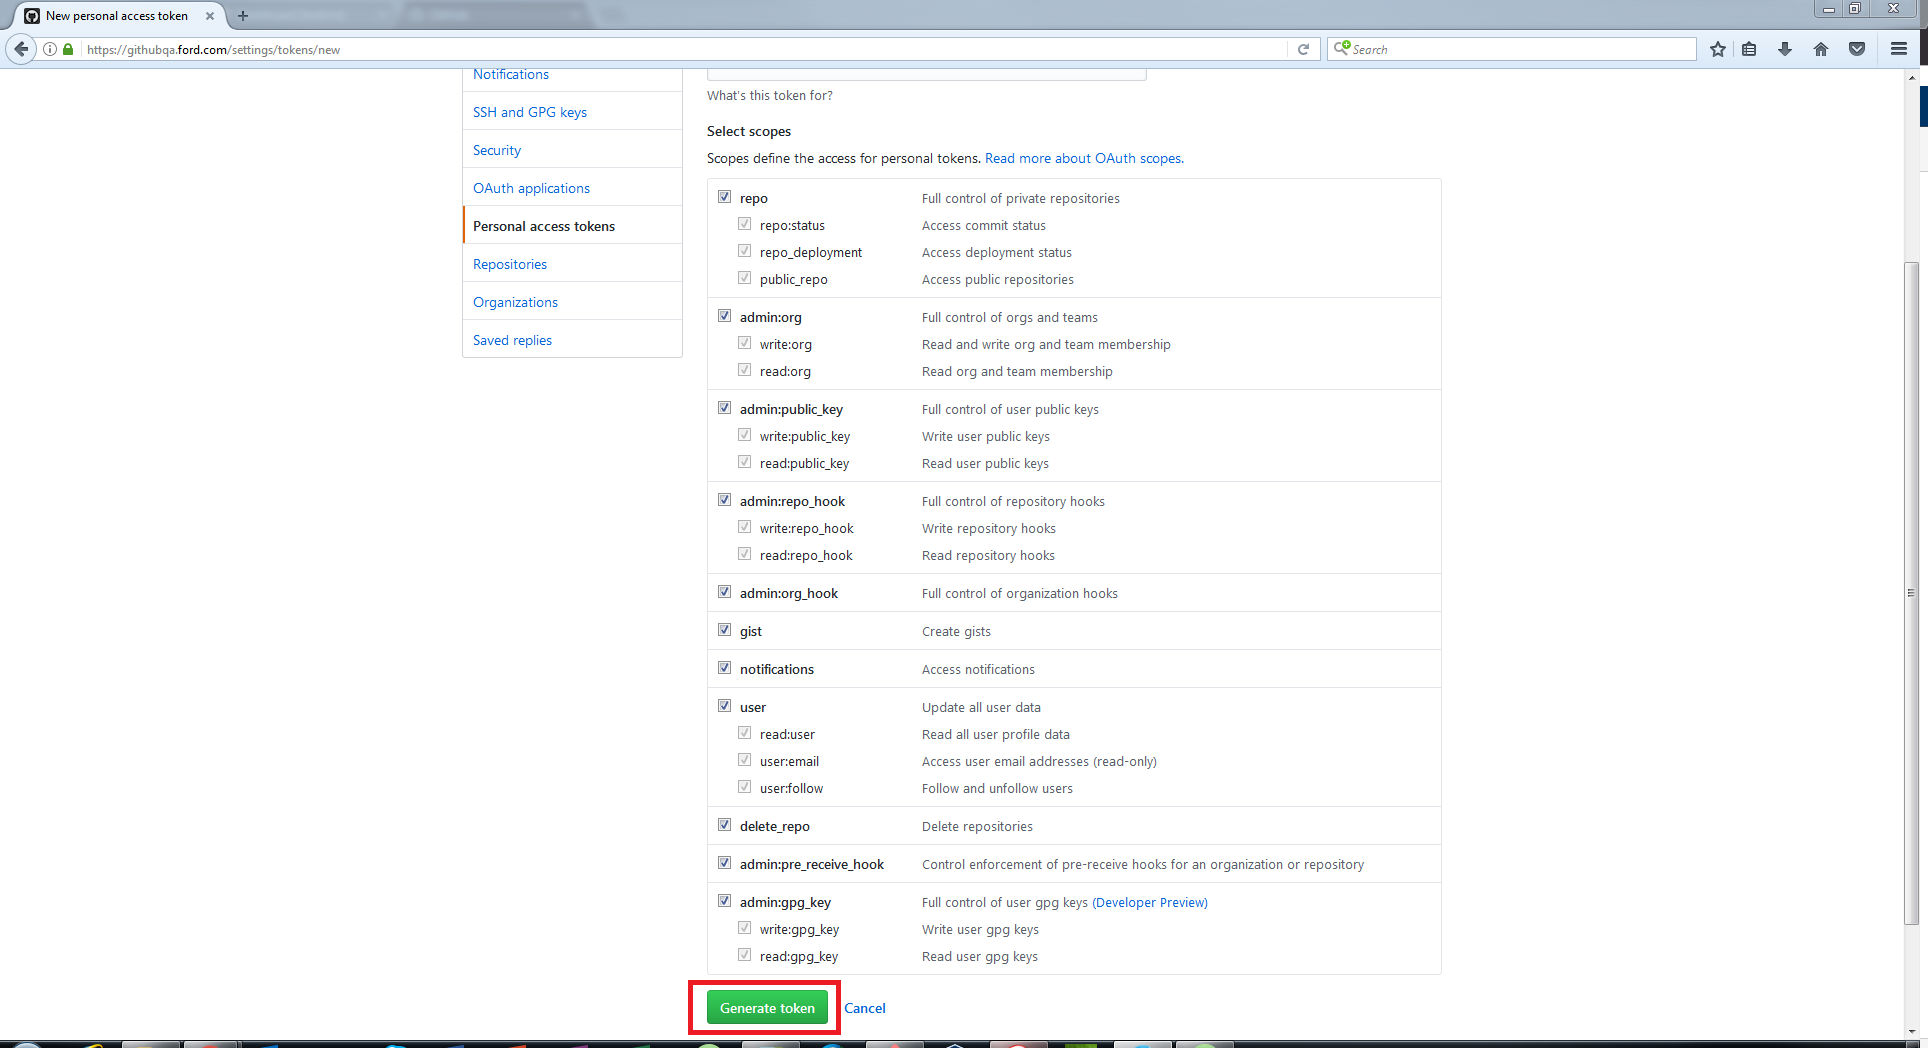 New personal access token
https://githubqa.ford.com/settings/tokens/new
Search
Notifications
SSH and GPG keys
Security
OAuth applications
Personal access tokens
Repositories
Organizations
Saved replies
What's this token for?
Select scopes
Scopes define the access for personal tokens. Read more about OAuth scopes.
repo Full control of private repositories
repo:status Access commit status
repo_deployment Access deployment status
public_repo Access public repositories
admin:org Full control of orgs and teams
write:org Read and write org and team membership
read:org Read org and team membership
admin:public_key Full control of user public keys
write:public_key Write user public keys
read:public_key Read user public keys
admin:repo_hook Full control of repository hooks
write:repo_hook Write repository hooks
read:repo_hook Read repository hooks
admin:org_hook Full control of organization hooks
gist Create gists
notifications Access notifications
user Update all user data
read:user Read all user profile data
user:email Access user email addresses (read-only)
user:follow Follow and unfollow users
delete_repo Delete repositories
admin:pre_receive_hook Control enforcement of pre-receive hooks for an organization or repository
admin:gpg_key Full control of user gpg keys (Developer Preview)
write:gpg_key Write user gpg keys
read:gpg_key Read user gpg keys
Generate token Cancel